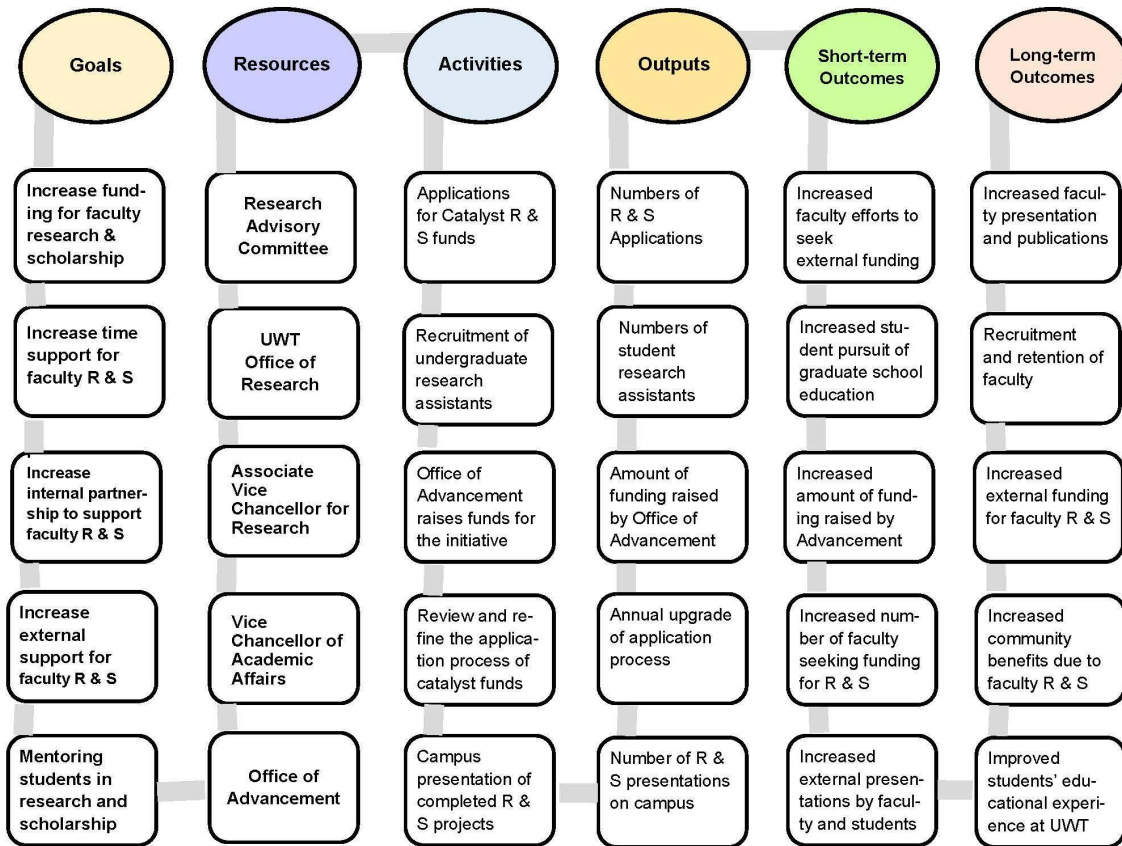 Goals
Resources
Activities
Outputs
Short-term
Outcomes
Long-term
Outcomes
Increase fun-
ding for faculty
research &
scholarship
Increase time
support for
faculty R & S
Increase
internal partner-
ship to support
faculty R & S
Increase
external
support for
faculty R & S
Mentoring
students in
research and
scholarship
Research
Advisory
Committee
UWT
Office of
Research
Associate
Vice
Chancellor for
Research
Vice
Chancellor of
Academic
Affairs
Office of
Advancement
Applications
for Catalyst R &
S funds
Recruitment of
undergraduate
research
assistants
Office of
Advancement
raises funds for
the initiative
Review and re-
fine the applica-
tion process of
catalyst funds
Campus
presentation of
completed R &
S projects
Numbers of
R & S
Applications
Numbers of
student
research
assistants
Amount of
funding raised
by Office of
Advancement
Annual upgrade
of application
process
Number of R &
S presentations
on campus
Increased
faculty efforts to
seek
external funding
Increased stu-
dent pursuit of
graduate school
education
Increased
amount of fund-
ing raised by
Advancement
Increased num-
ber of faculty
seeking funding
for R & S
Increased
external presen-
tations by facul-
ty and students
Increased facul-
ty presentation
and publications
Recruitment
and retention of
faculty
Increased
external funding
for faculty R & S
Increased
community
benefits due to
faculty R & S
Improved
students' edu-
cational experi-
ence at UWT